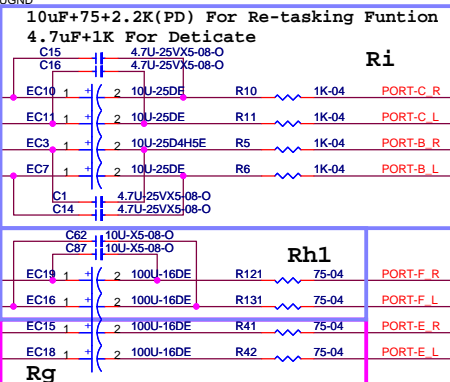 UGND
10uF+75+2.2K(PD) For Re-tasking Funtion
4.7uF+1K For Deticate
C15 4.7U-25VX5-08-O
C16 4.7U-25VX5-08-O
Ri
EC10 1 + 2 10U-25DE R10 1K-04 PORT-C_R
EC11 1 2 10U-25DE R11 1K-04 PORT-C_L
EC3 1 + 2 10U-25D4H5E R5 1K-04 PORT-B_R
EC7 1 + 2 10U-25DE R6 1K-04 PORT-B_L
C1 4.7U-25VX5-08-O
C14 4.7U-25VX5-08-O
C62 10U-X5-08-O
C87 10U-X5-08-O
Rh1
EC19 1 + 2 100U-16DE R121 75-04 PORT-F_R
EC16 1 + 2 100U-16DE R131 75-04 PORT-F_L
EC15 1 + 2 100U-16DE R41 75-04 PORT-E_R
EC18 1 + 2 100U-16DE R42 75-04 PORT-E_L
Rg